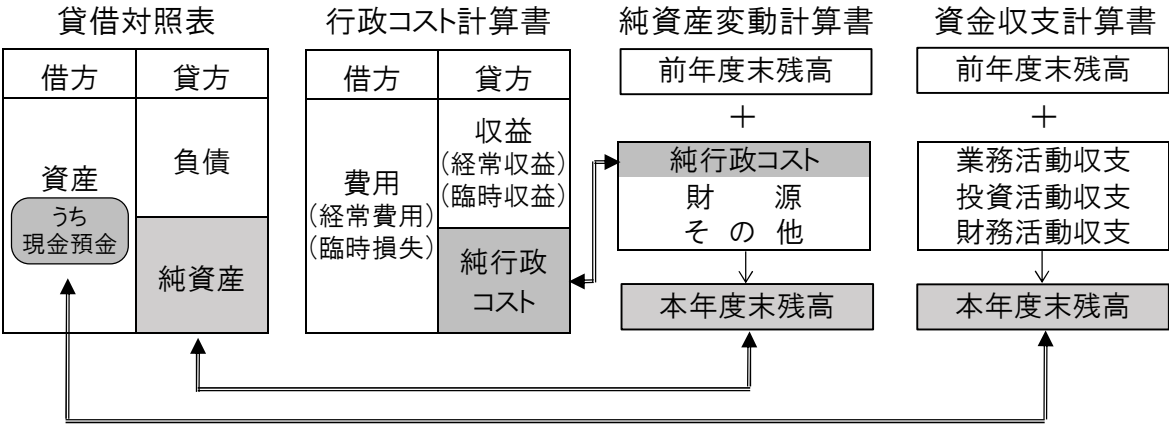 貸借対照表
借方 貸方
資産
うち
現金預金
負債
純資産
行政コスト計算書
借方 貸方
費用
(経常費用)
(臨時損失)
収益
(経常収益)
(臨時収益)
純行政
コスト
純資産変動計算書
前年度末残高
＋
純行政コスト
財　　源
そ の 他
本年度末残高
資金収支計算書
前年度末残高
＋
業務活動収支
投資活動収支
財務活動収支
本年度末残高